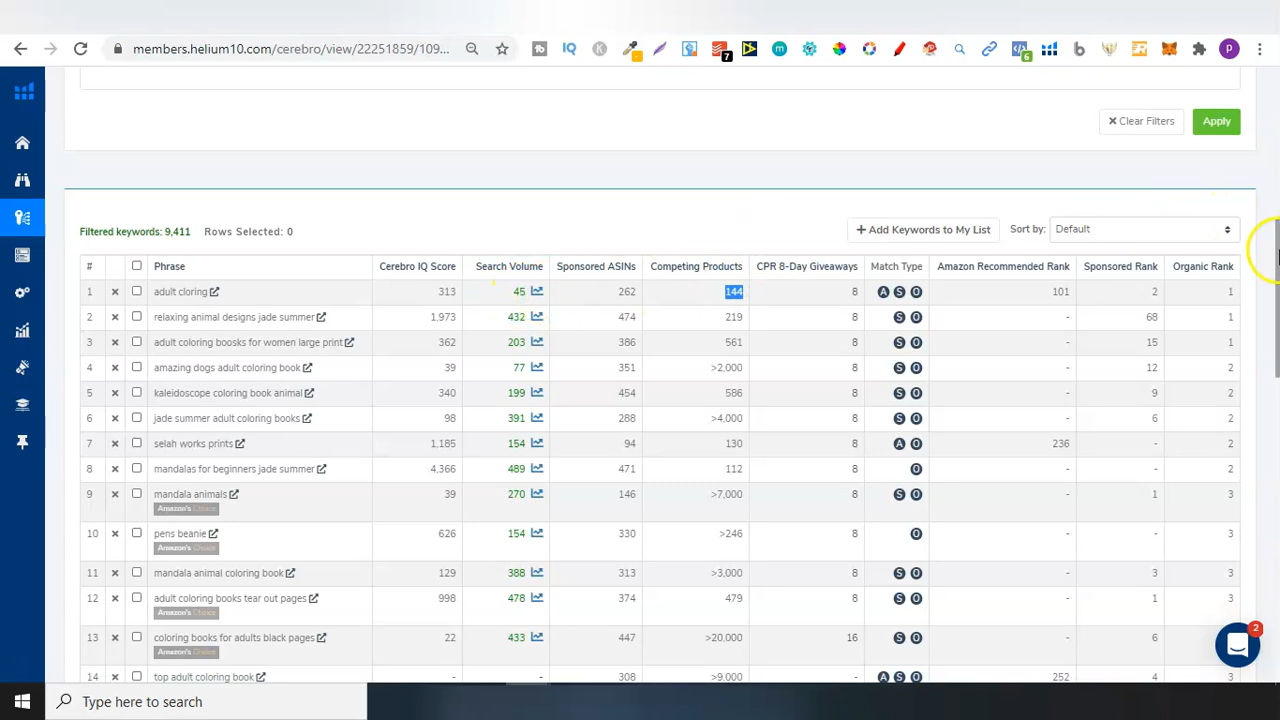 members.helium10.com/cerebro/view/22251859/109...
7
6
Clear Filters
Apply
Filtered keywords: 9,411 Rows Selected: 0
+ Add Keywords to My List Sort by: Default
# Phrase Cerebro IQ Score Search Volume Sponsored ASINs Competing Products CPR 8-Day Giveaways Match Type Amazon Recommended Rank Sponsored Rank Organic Rank
1 adult cloring 313 45 262 144 8 A S O 101 2 1
2 relaxing animal designs jade summer 1,973 432 474 219 8 S O - 68 1
3 adult coloring boosks for women large print 362 203 386 561 8 S O - 15 1
4 amazing dogs adult coloring book 39 77 351 >2,000 8 S O - 12 2
5 kaleidoscope coloring book animal 340 199 454 586 8 S O - 9 2
6 jade summer adult coloring books 98 391 288 >4,000 8 S O - 6 2
7 selah works prints 1,185 154 94 130 8 A O 236 - 2
8 mandalas for beginners jade summer 4,366 489 471 112 8 O - - 2
9 mandala animals 39 270 146 >7,000 8 S O - 1 3
Amazon's Choice
10 pens beanie 626 154 330 >246 8 O - - 3
Amazon's Choice
11 mandala animal coloring book 129 388 313 >3,000 8 S O - 3 3
12 adult coloring books tear out pages 998 478 374 479 8 S O - 1 3
Amazon's Choice
13 coloring books for adults black pages 22 433 447 >20,000 16 S O - 6 3
Amazon's Choice
14 top adult coloring book - - 308 >9,000 - A S O 252 4 3
2
Type here to search